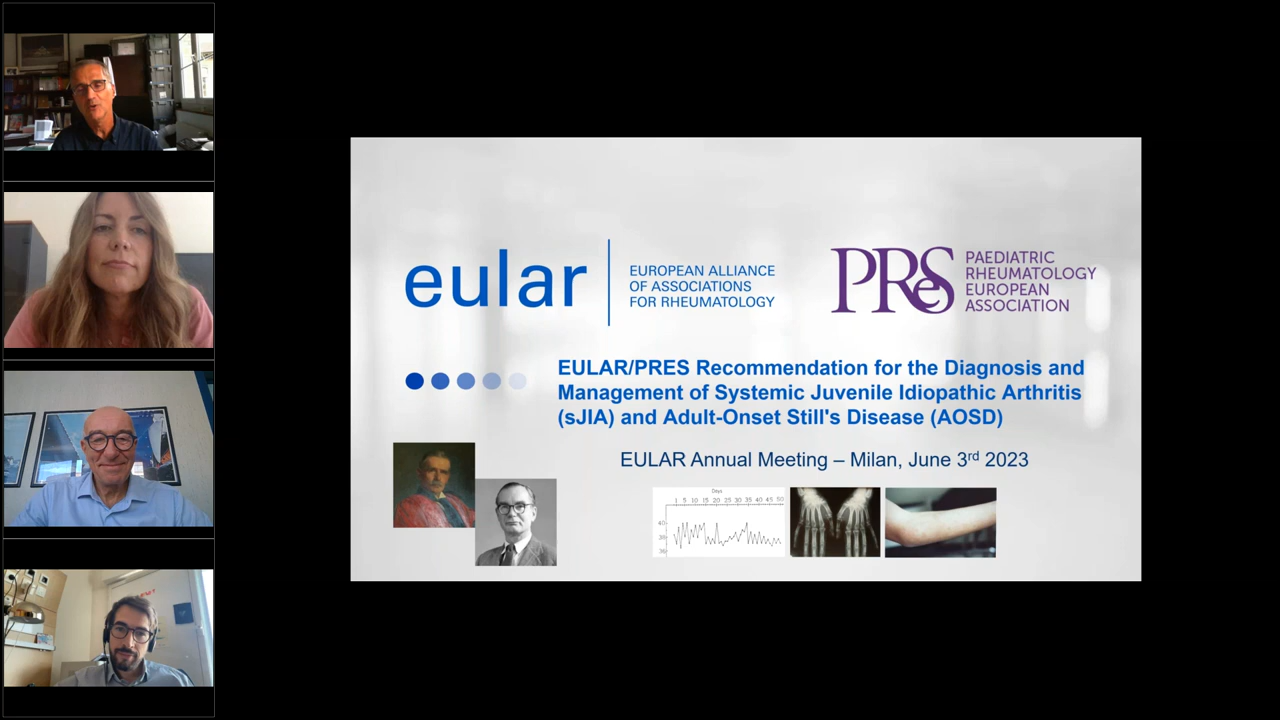 eular
EUROPEAN ALLIANCE
OF ASSOCIATIONS
FOR RHEUMATOLOGY
PReS
PAEDIATRIC
RHEUMATOLOGY
EUROPEAN
ASSOCIATION
EULAR/PRES Recommendation for the Diagnosis and
Management of Systemic Juvenile Idiopathic Arthritis
(sJIA) and Adult-Onset Still's Disease (AOSD)
EULAR Annual Meeting – Milan, June 3rd 2023
Days
1 5 10 15 20 25 30 35 40 45 50
40
38
36